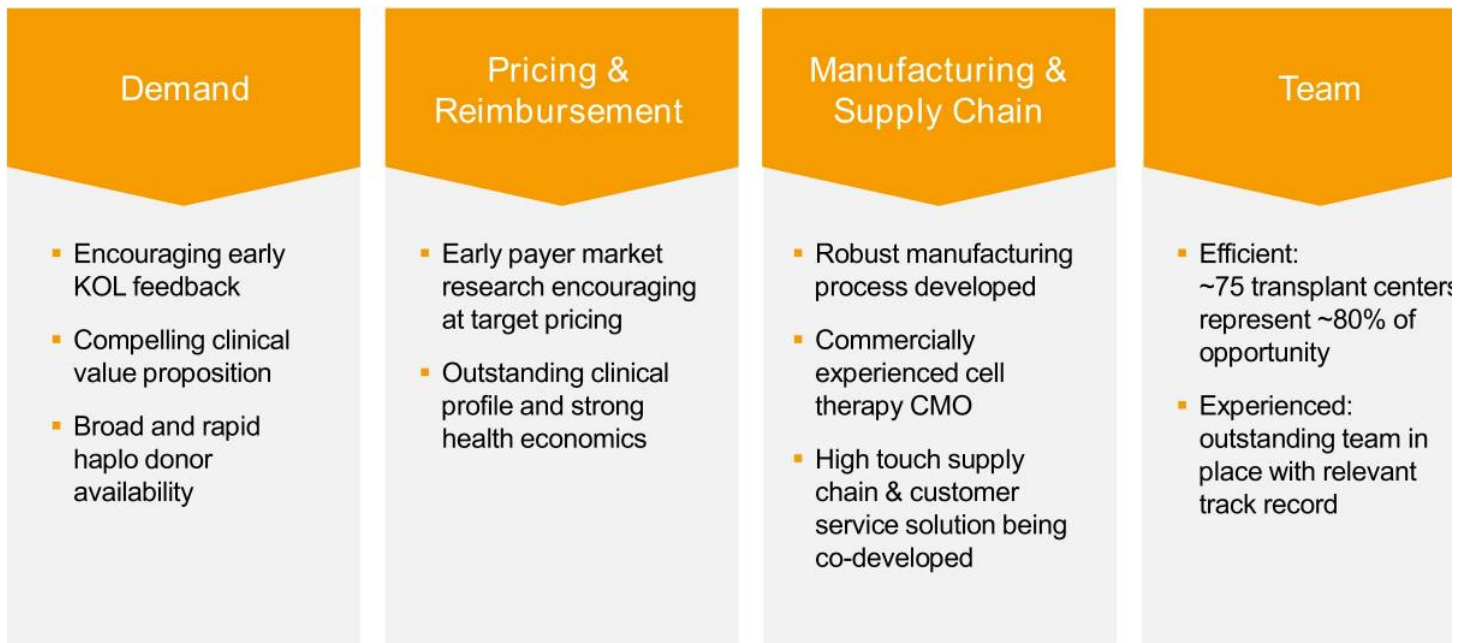 Demand
Encouraging early
KOL feedback
Compelling clinical
value proposition
Broad and rapid
haplo donor
availability
Pricing &
Reimbursement
Early payer market
research encouraging
at target pricing
Outstanding clinical
profile and strong
health economics
Manufacturing &
Supply Chain
Robust manufacturing
process developed
Commercially
experienced cell
therapy CMO
High touch supply
chain & customer
service solution being
co-developed
Team
Efficient:
~75 transplant centers
represent ~80% of
opportunity
Experienced:
outstanding team in
place with relevant
track record